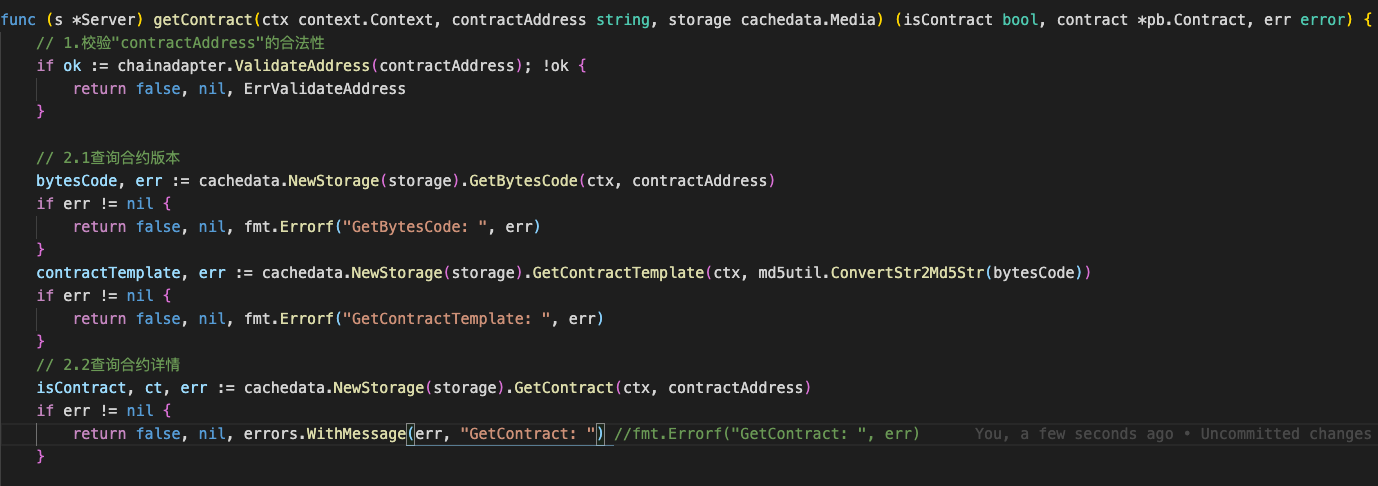 func (s *Server) getContract(ctx context.Context, contractAddress string, storage cachedata.Media) (isContract bool, contract *pb.Contract, err error) {
// 1.校验"contractAddress"的合法性
if ok := chainadapter.ValidateAddress(contractAddress); !ok {
return false, nil, ErrValidateAddress
}
// 2.1查询合约版本
bytesCode, err := cachedata.NewStorage(storage).GetBytesCode(ctx, contractAddress)
if err != nil {
return false, nil, fmt.Errorf("GetBytesCode: ", err)
}
contractTemplate, err := cachedata.NewStorage(storage).GetContractTemplate(ctx, md5util.ConvertStr2Md5Str(bytesCode))
if err != nil {
return false, nil, fmt.Errorf("GetContractTemplate: ", err)
}
// 2.2查询合约详情
isContract, ct, err := cachedata.NewStorage(storage).GetContract(ctx, contractAddress)
if err != nil {
return false, nil, errors.WithMessage(err, "GetContract: ") //fmt.Errorf("GetContract: ", err) You, a few seconds ago • Uncommitted changes
}